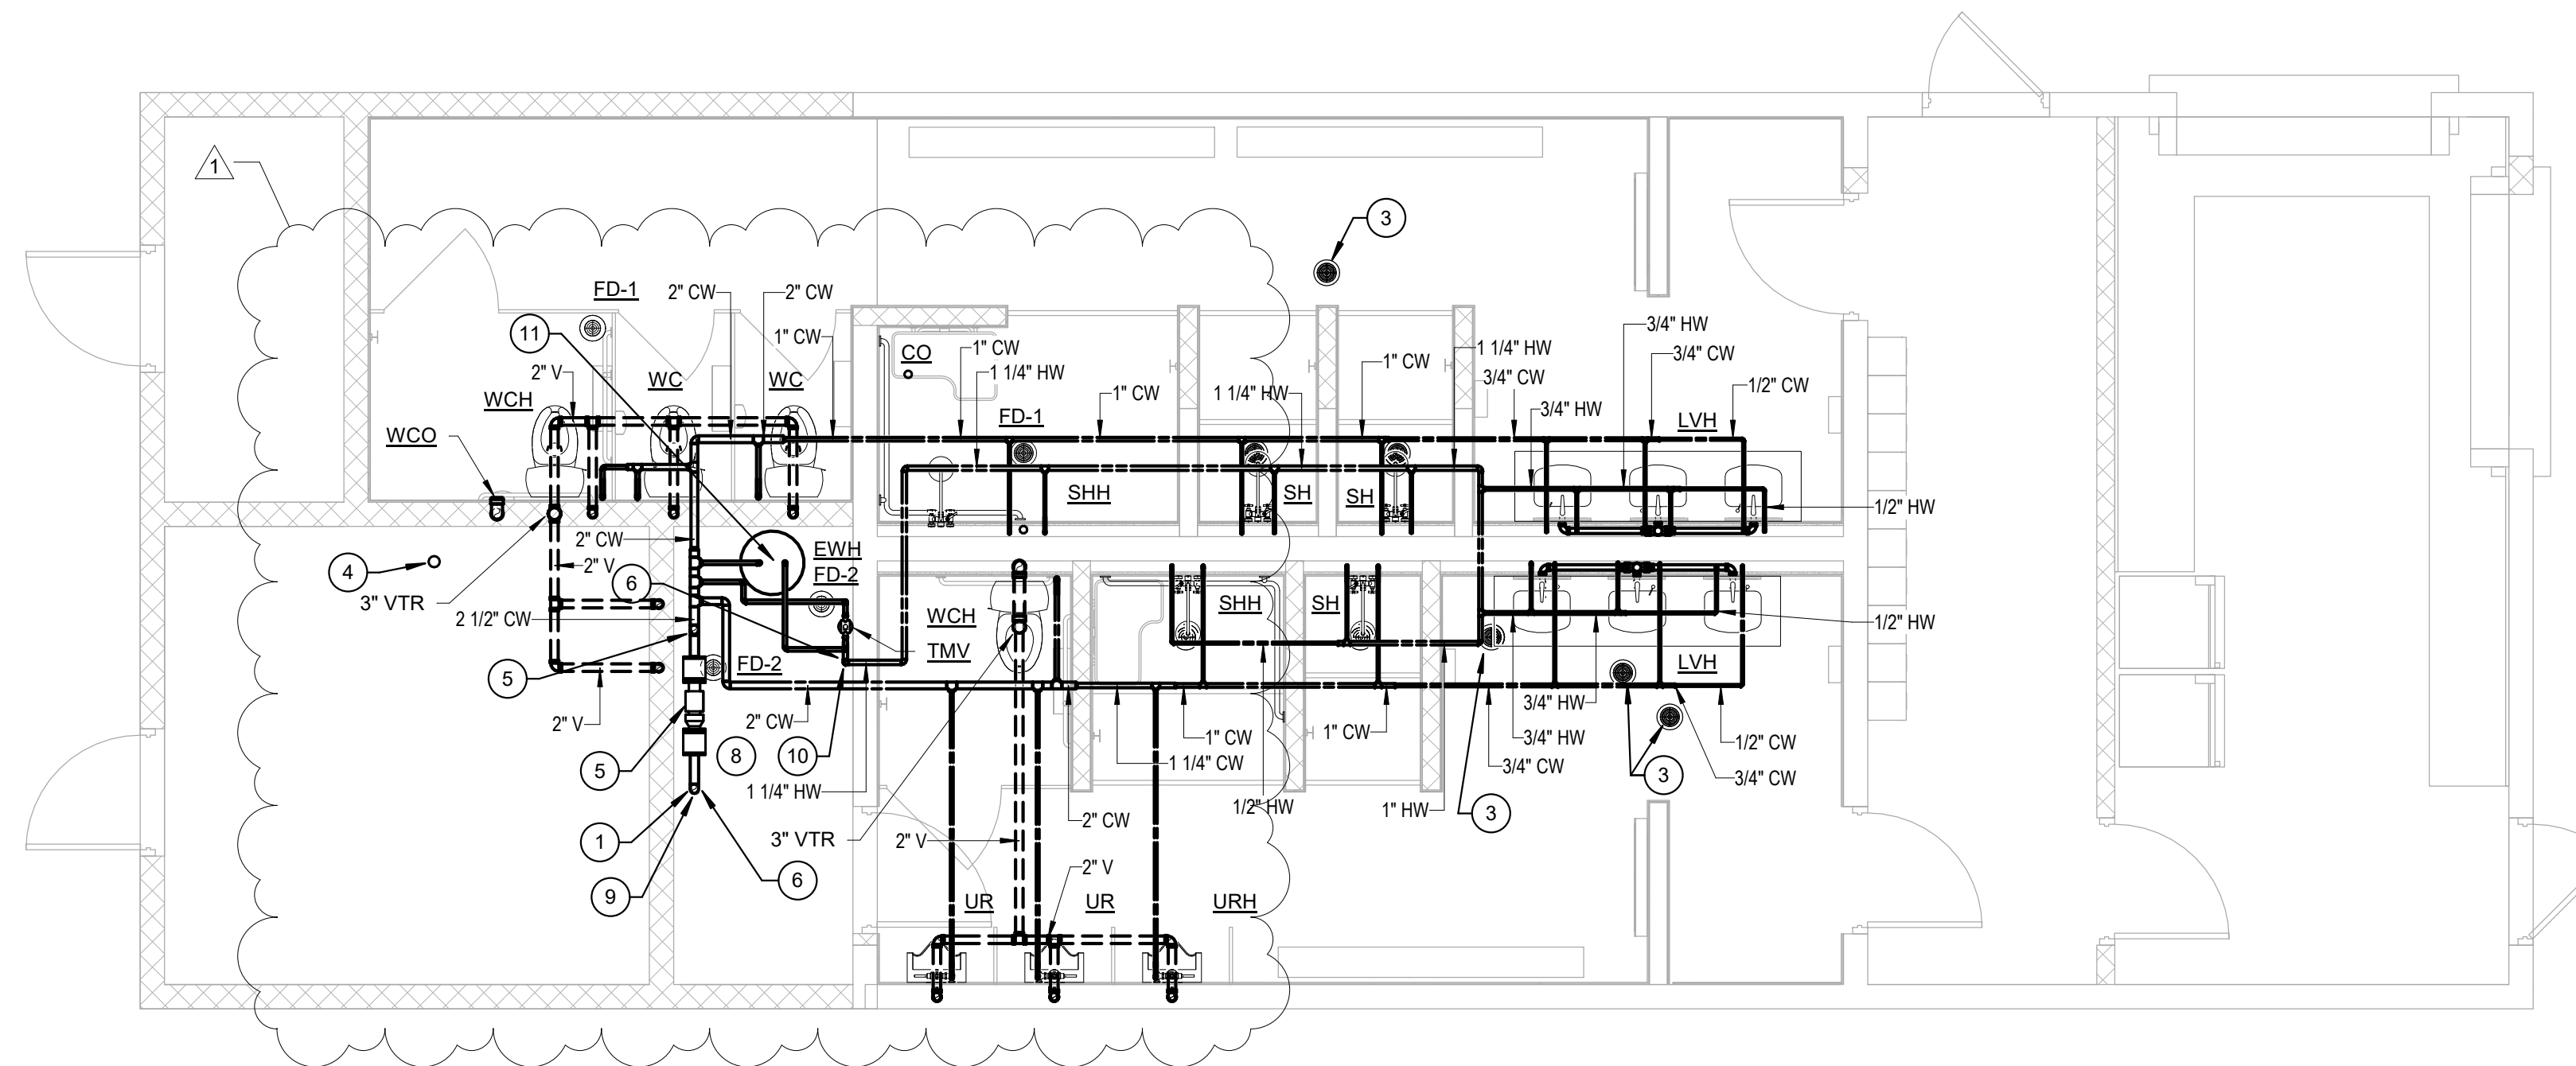 1
3
FD-1
2" CW
2" CW
11
1" CW
3/4" HW
CO
1" CW
1 1/4" HW
3/4" CW
2" V
WC
WC
1 1/4" HW
1" CW
3/4" CW
1/2" CW
WCH
1" CW
1 1/4" HW
3/4" HW
WCO
FD-1
LVH
SHH
SH
SH
1/2" HW
2" CW
EWH
4
2" V
6
FD-2
3" VTR
2 1/2" CW
WCH
SHH
SH
1/2" HW
TMV
FD-2
LVH
5
2" V
2" CW
3/4" HW
1" CW
1" CW
3/4" HW
1/2" CW
5
8
10
1 1/4" CW
3/4" CW
3
3/4" CW
1 1/4" HW
1/2" HW
1" HW
3
2" CW
1
3" VTR
2" V
2" V
9
6
UR
UR
URH